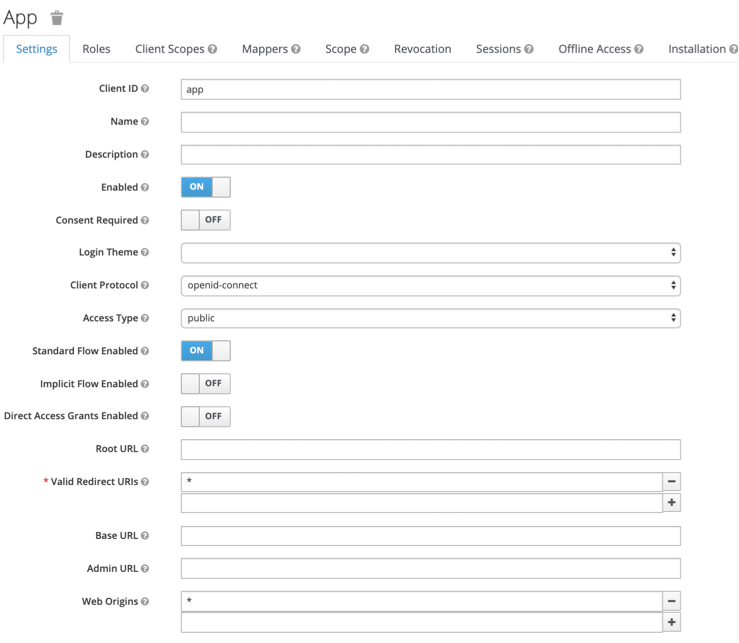 App
Settings Roles Client Scopes Mappers Scope Revocation Sessions Offline Access Installation
Client ID app
Name
Description
Enabled ON
Consent Required OFF
Login Theme
Client Protocol openid-connect
Access Type public
Standard Flow Enabled ON
Implicit Flow Enabled OFF
Direct Access Grants Enabled OFF
Root URL
* Valid Redirect URIs *
Base URL
Admin URL
Web Origins *